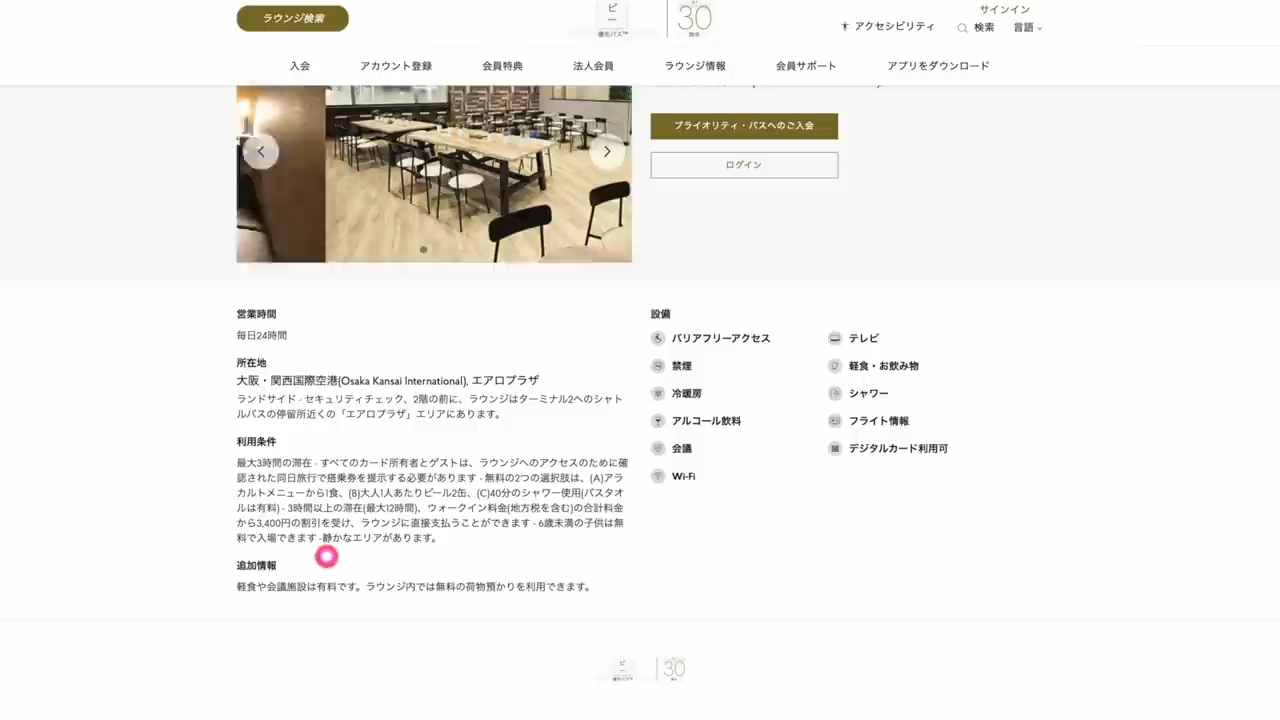 ラウンジ検索
ビ
ー
優先パス™
30
周年
サインイン
アクセシビリティ
検索
言語
入会
アカウント登録
会員特典
法人会員
ラウンジ情報
会員サポート
アプリをダウンロード
プライオリティ・パスへのご入会
ログイン
営業時間
毎日24時間
所在地
大阪・関西国際空港(Osaka Kansai International), エアロプラザ
ランドサイド - セキュリティチェック、2階の前に、ラウンジはターミナル2へのシャト
ルバスの停留所近くの「エアロプラザ」エリアにあります。
利用条件
最大3時間の滞在 - すべてのカード所有者とゲストは、ラウンジへのアクセスのために確
認された同日旅行で搭乗券を提示する必要があります - 無料の2つの選択肢は、(A)アラ
カルトメニューから1食、(B)大人1人あたりビール2缶、(C)40分のシャワー使用(バスタオ
ルは有料) - 3時間以上の滞在(最大12時間)、ウォークイン料金(地方税を含む)の合計料金
から3,400円の割引を受け、ラウンジに直接支払うことができます - 6歳未満の子供は無
料で入場できます -静かなエリアがあります。
追加情報
軽食や会議施設は有料です。ラウンジ内では無料の荷物預かりを利用できます。
設備
バリアフリーアクセス
テレビ
禁煙
軽食・お飲み物
冷暖房
シャワー
アルコール飲料
フライト情報
会議
デジタルカード利用可
Wi-Fi
ビ
ー
優先パス™
30